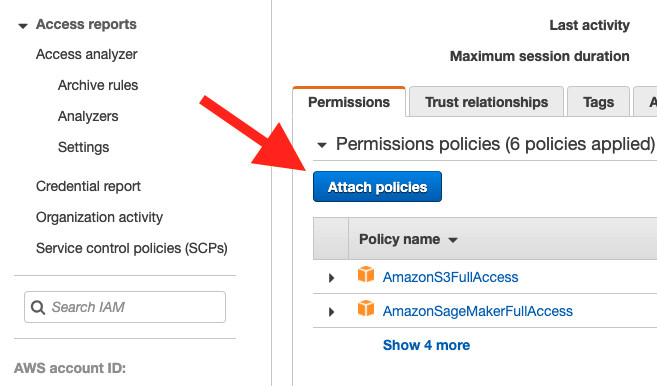 Access reports
Access analyzer
Archive rules
Analyzers
Settings
Credential report
Organization activity
Service control policies (SCPs)
Search IAM
AWS account ID:
Last activity
Maximum session duration
Permissions
Trust relationships
Tags
A
Permissions policies (6 policies applied)
Attach policies
Policy name
AmazonS3FullAccess
AmazonSageMakerFullAccess
Show 4 more